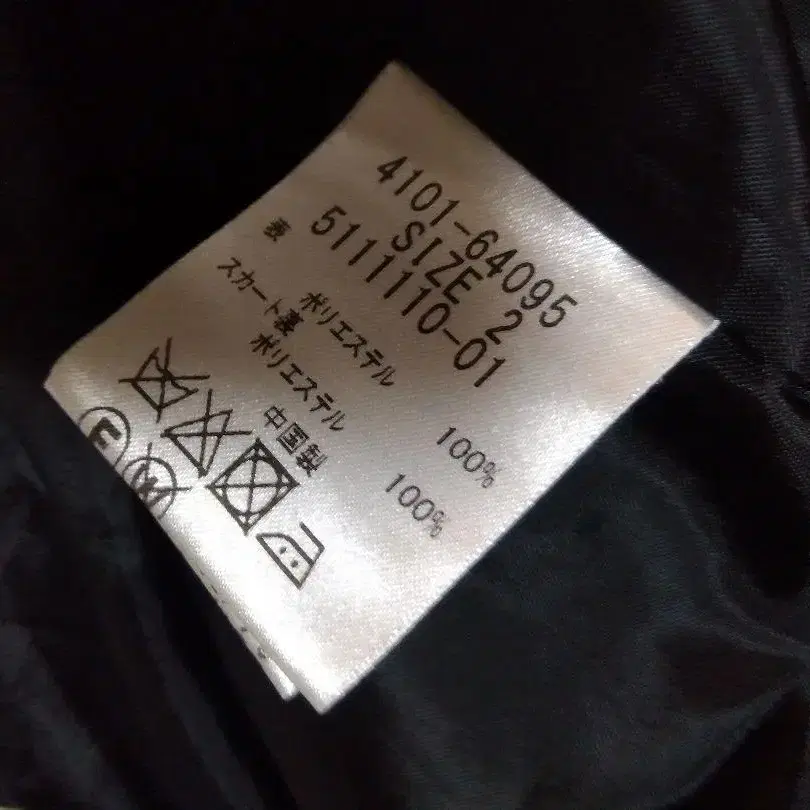 4101-64095
SIZE 2
5111110-01
表
ポリエステル 100%
スカート裏
ポリエステル 100%
中国製
F
W